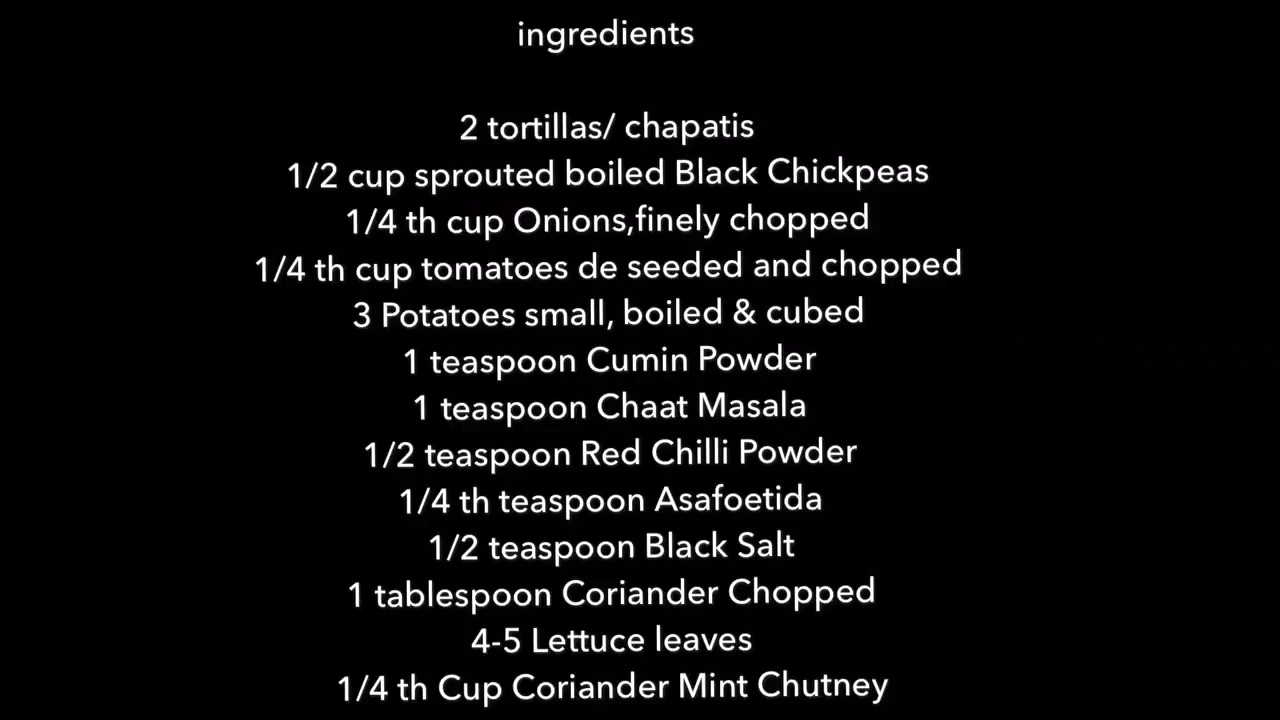 ingredients
2 tortillas/ chapatis
1/2 cup sprouted boiled Black Chickpeas
1/4 th cup Onions,finely chopped
1/4 th cup tomatoes de seeded and chopped
3 Potatoes small, boiled & cubed
1 teaspoon Cumin Powder
1 teaspoon Chaat Masala
1/2 teaspoon Red Chilli Powder
1/4 th teaspoon Asafoetida
1/2 teaspoon Black Salt
1 tablespoon Coriander Chopped
4-5 Lettuce leaves
1/4 th Cup Coriander Mint Chutney